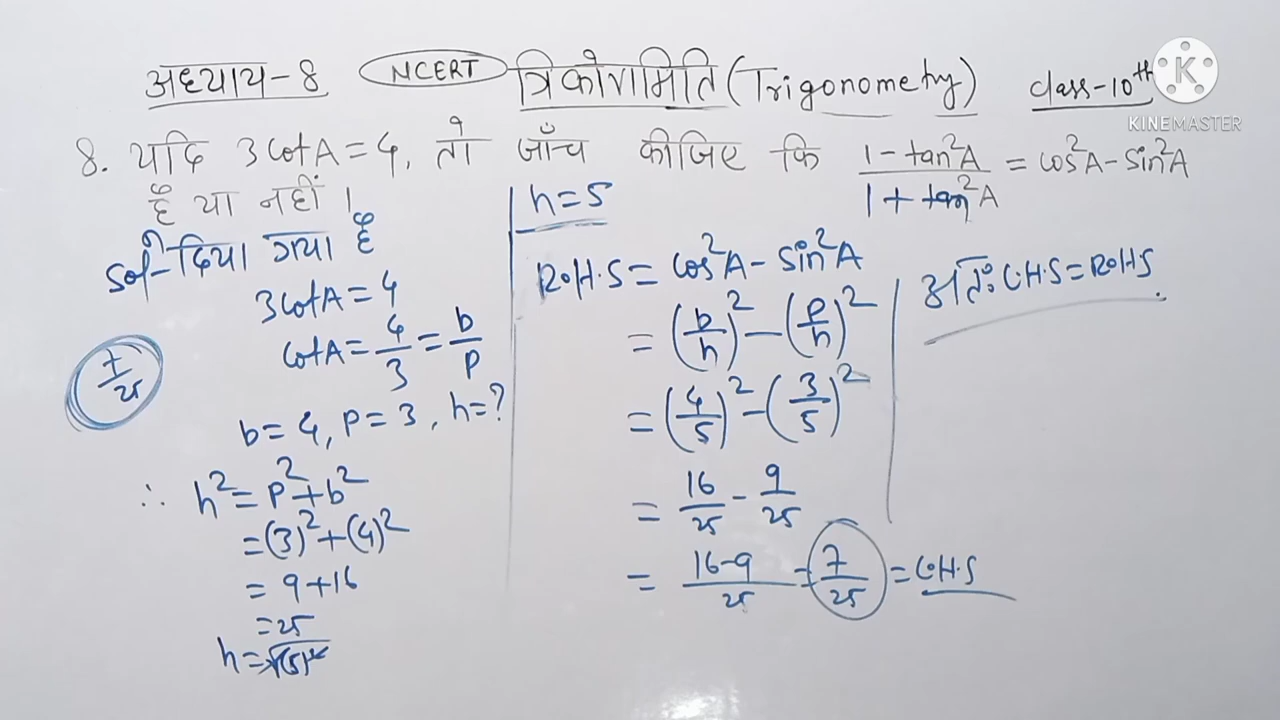 अध्याय-8 NCERT त्रिकोणमिति (Trigonometry) class-10th
K
KINEMASTER
8. यदि 3cotA = 4, तो जाँच कीजिए कि (1 - tan²A)/(1 + tan²A) = cos²A - sin²A
है या नहीं ।
Solⁿ- दिया गया है
3cotA = 4
cotA = 4/3 = b/p
7/25
b = 4, p = 3, h = ?
∴ h² = p² + b²
= (3)² + (4)²
= 9 + 16
= 25
h = √(5)²
h = 5
R.H.S = cos²A - sin²A
= (b/h)² - (p/h)²
= (4/5)² - (3/5)²
= 16/25 - 9/25
= (16-9)/25 = 7/25 = L.H.S
अतः L.H.S = R.H.S.